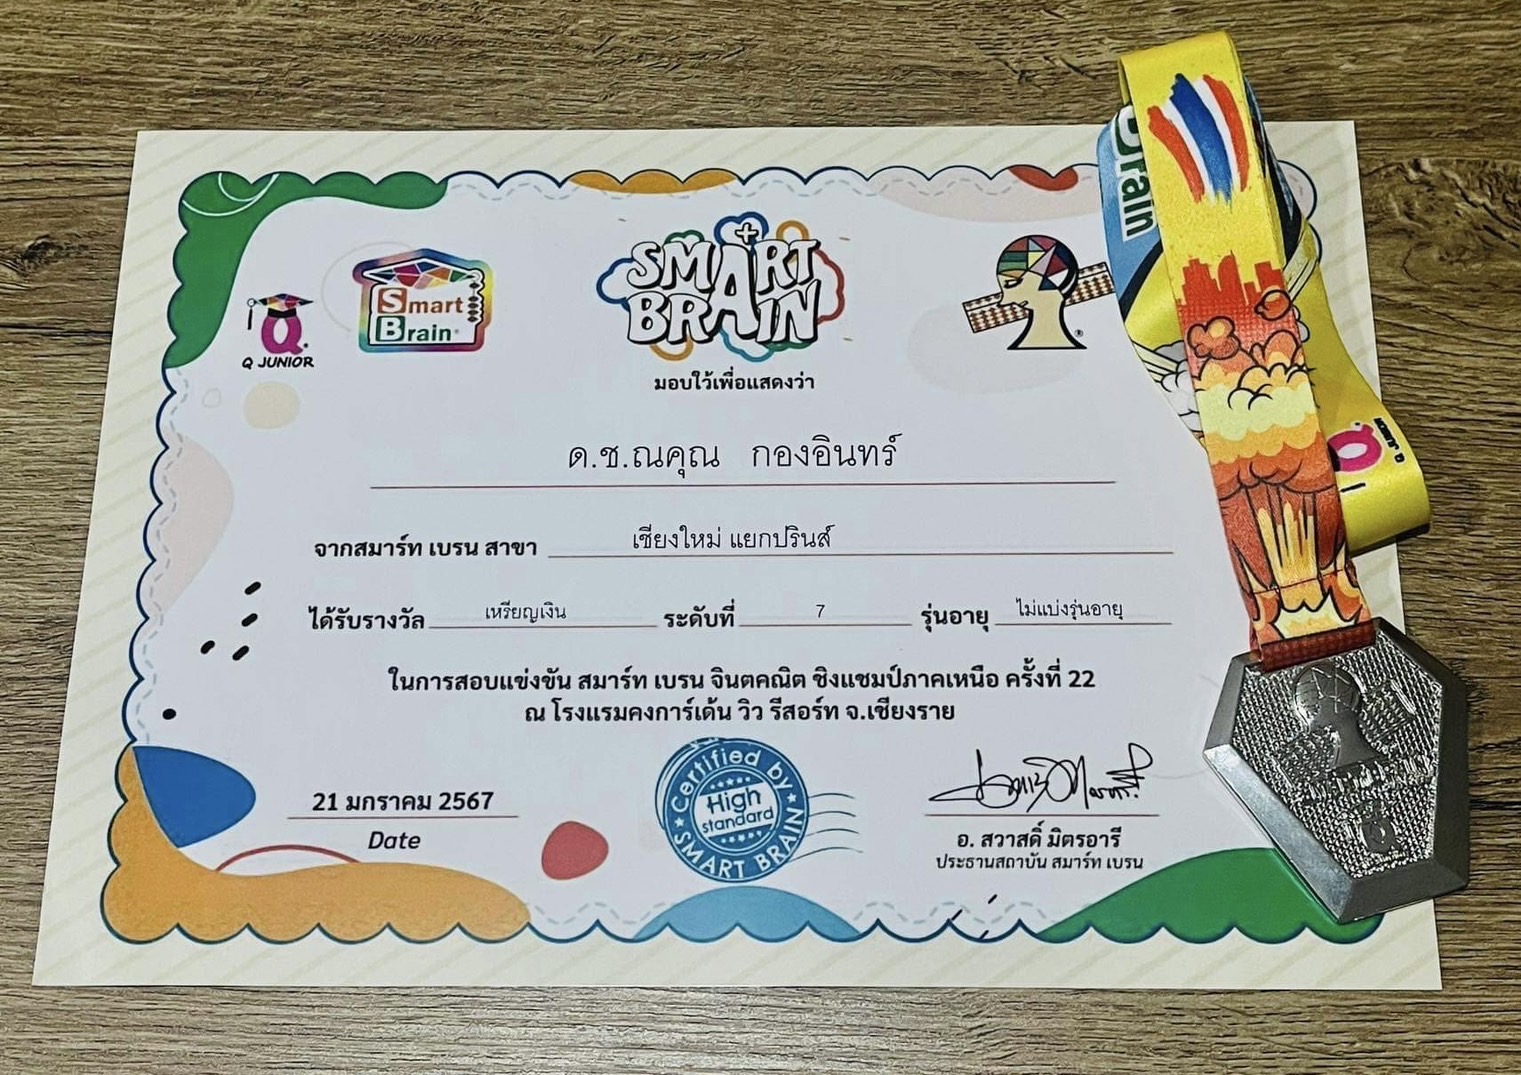 Q JUNIOR
Smart
Brain
SMART
BRAIN
มอบไว้เพื่อแสดงว่า
ด.ช.ณคุณ กองอินทร์
จากสมาร์ท เบรน สาขา เชียงใหม่ แยกปรินส์
ได้รับรางวัล เหรียญเงิน ระดับที่ 7 รุ่นอายุ ไม่แบ่งรุ่นอายุ
ในการสอบแข่งขัน สมาร์ท เบรน จินตคณิต ชิงแชมป์ภาคเหนือ ครั้งที่ 22
ณ โรงแรมคงการ์เด้น วิว รีสอร์ท จ.เชียงราย
21 มกราคม 2567
Date
Certified by
High
standard
SMART BRAIN
อ. สวาสดิ์ มิตรอารี
ประธานสถาบัน สมาร์ท เบรน
Brain
Q JUNIOR